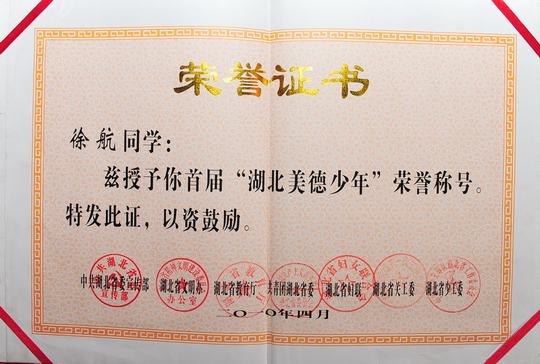 荣誉证书
徐航同学：
兹授予你首届“湖北美德少年”荣誉称号。
特发此证，以资鼓励。
中共湖北省委宣传部 湖北省文明办 湖北省教育厅 共青团湖北省委 湖北省妇联 湖北省关工委 湖北省少工委
二〇一〇年四月